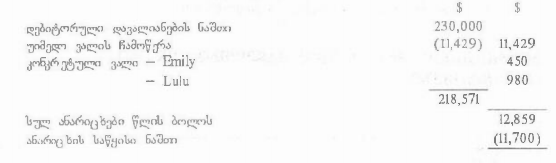 $ $
დებიტორული დავალიანების ნაშთი 230,000
უიმედო ვალის ჩამოწერა (11,429) 11,429
კონკრეტული ვალი – Emily 450
– Lulu 980
218,571
სულ ანარიცხები წლის ბოლოს 12,859
ანარიცხის საწყისი ნაშთი (11,700)